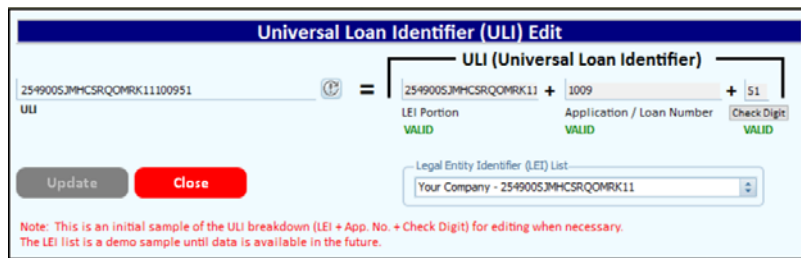 Universal Loan Identifier (ULI) Edit
ULI (Universal Loan Identifier)
254900SJMHCSRQOMRK11100951 = 254900SJMHCSRQOMRK11 + 1009 + 51
ULI LEI Portion Application / Loan Number Check Digit
VALID VALID VALID
Legal Entity Identifier (LEI) List
Update Close Your Company - 254900SJMHCSRQOMRK11
Note: This is an initial sample of the ULI breakdown (LEI + App. No. + Check Digit) for editing when necessary.
The LEI list is a demo sample until data is available in the future.